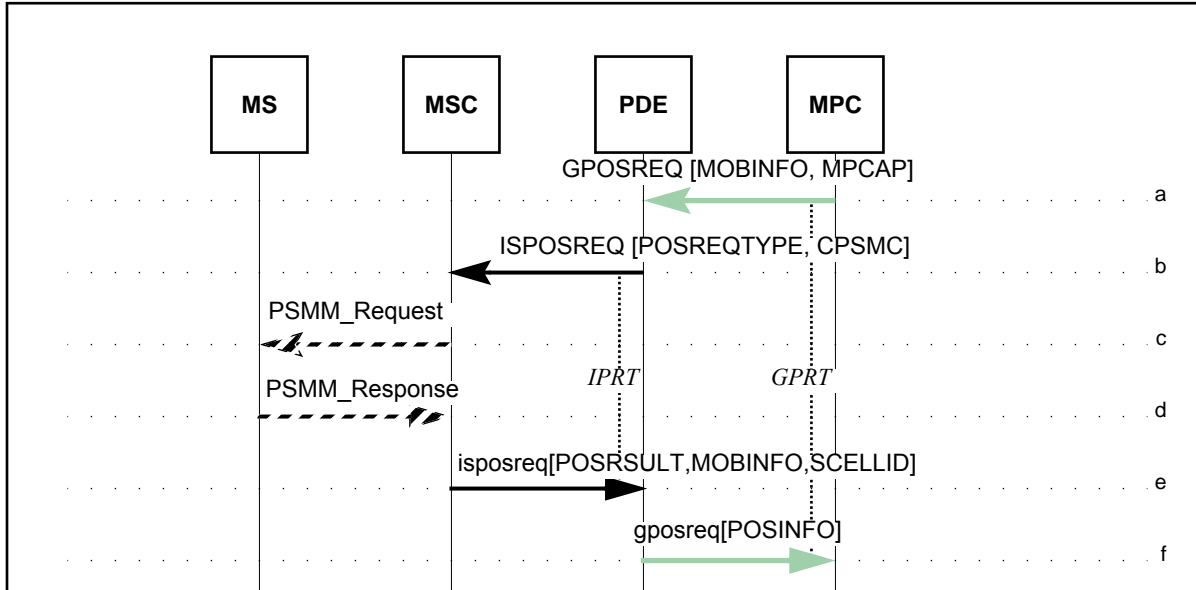 MS MSC PDE MPC
GPOSREQ [MOBINFO, MPCAP]
a
ISPOSREQ [POSREQTYPE, CPSMC]
b
PSMM_Request
c
IPRT GPRT
PSMM_Response
d
isposreq[POSRSULT,MOBINFO,SCELLID]
e
gposreq[POSINFO]
f